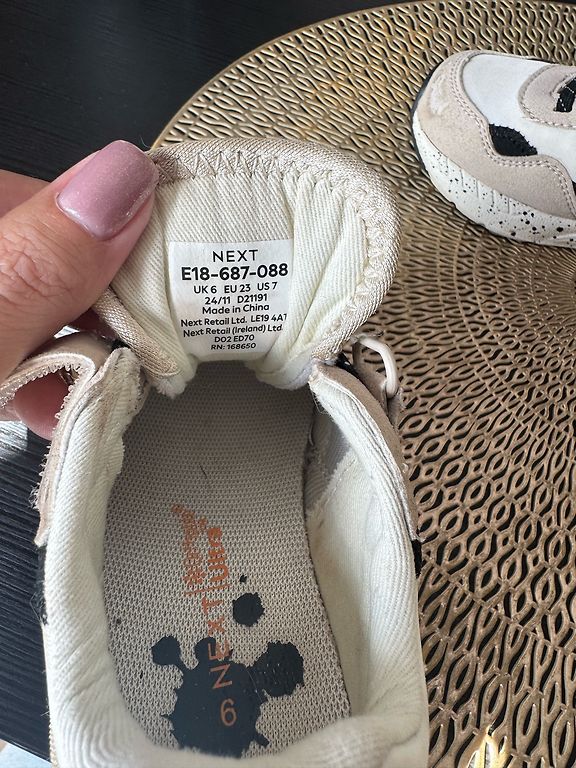 NEXT
E18-687-088
UK 6 EU 23 US 7
24/11 D21191
Made in China
Next Retail Ltd. LE19 4AT
Next Retail (Ireland) Ltd.
D02 ED70
RN: 168650
NEXT
6